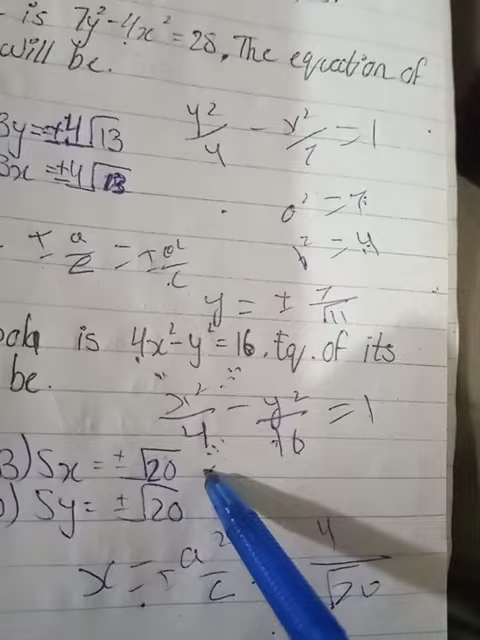 is 7y²-4x² = 28. The equation of
will be.
3y = ±4√13
3x = ±4√13
y²/4 - x²/7 = 1
a² = 7
b² = 4
± a/e = ± a²/c
y = ± 7/√11
is 4x²-y² = 16. Eq. of its
be.
x²/4 - y²/16 = 1
B) 5x = ±√20
5y = ±√20
x = ± a²/c 4/√20